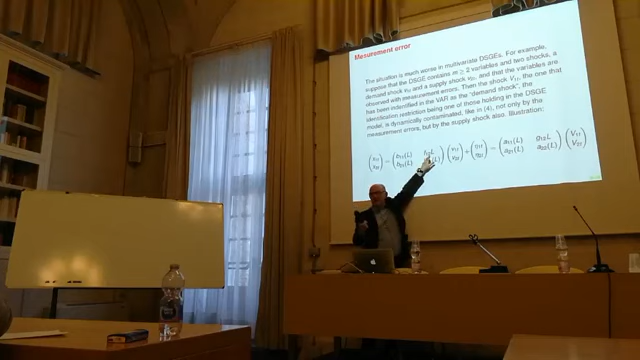 Mesurement error
The situation is much worse in multivariate DSGEs. For example,
suppose that the DSGE contains m ≥ 2 variables and two shocks, a
demand shock v₁ₜ and a supply shock v₂ₜ, and that the variables are
observed with measurement errors. Then the shock V₁ₜ, the one that
has been indentified in the VAR as the "demand shock", the
identification restriction being one of those holding in the DSGE
model, is dynamically contaminated, like in (4), not only by the
measurement errors, but by the supply shock also. Illustration: